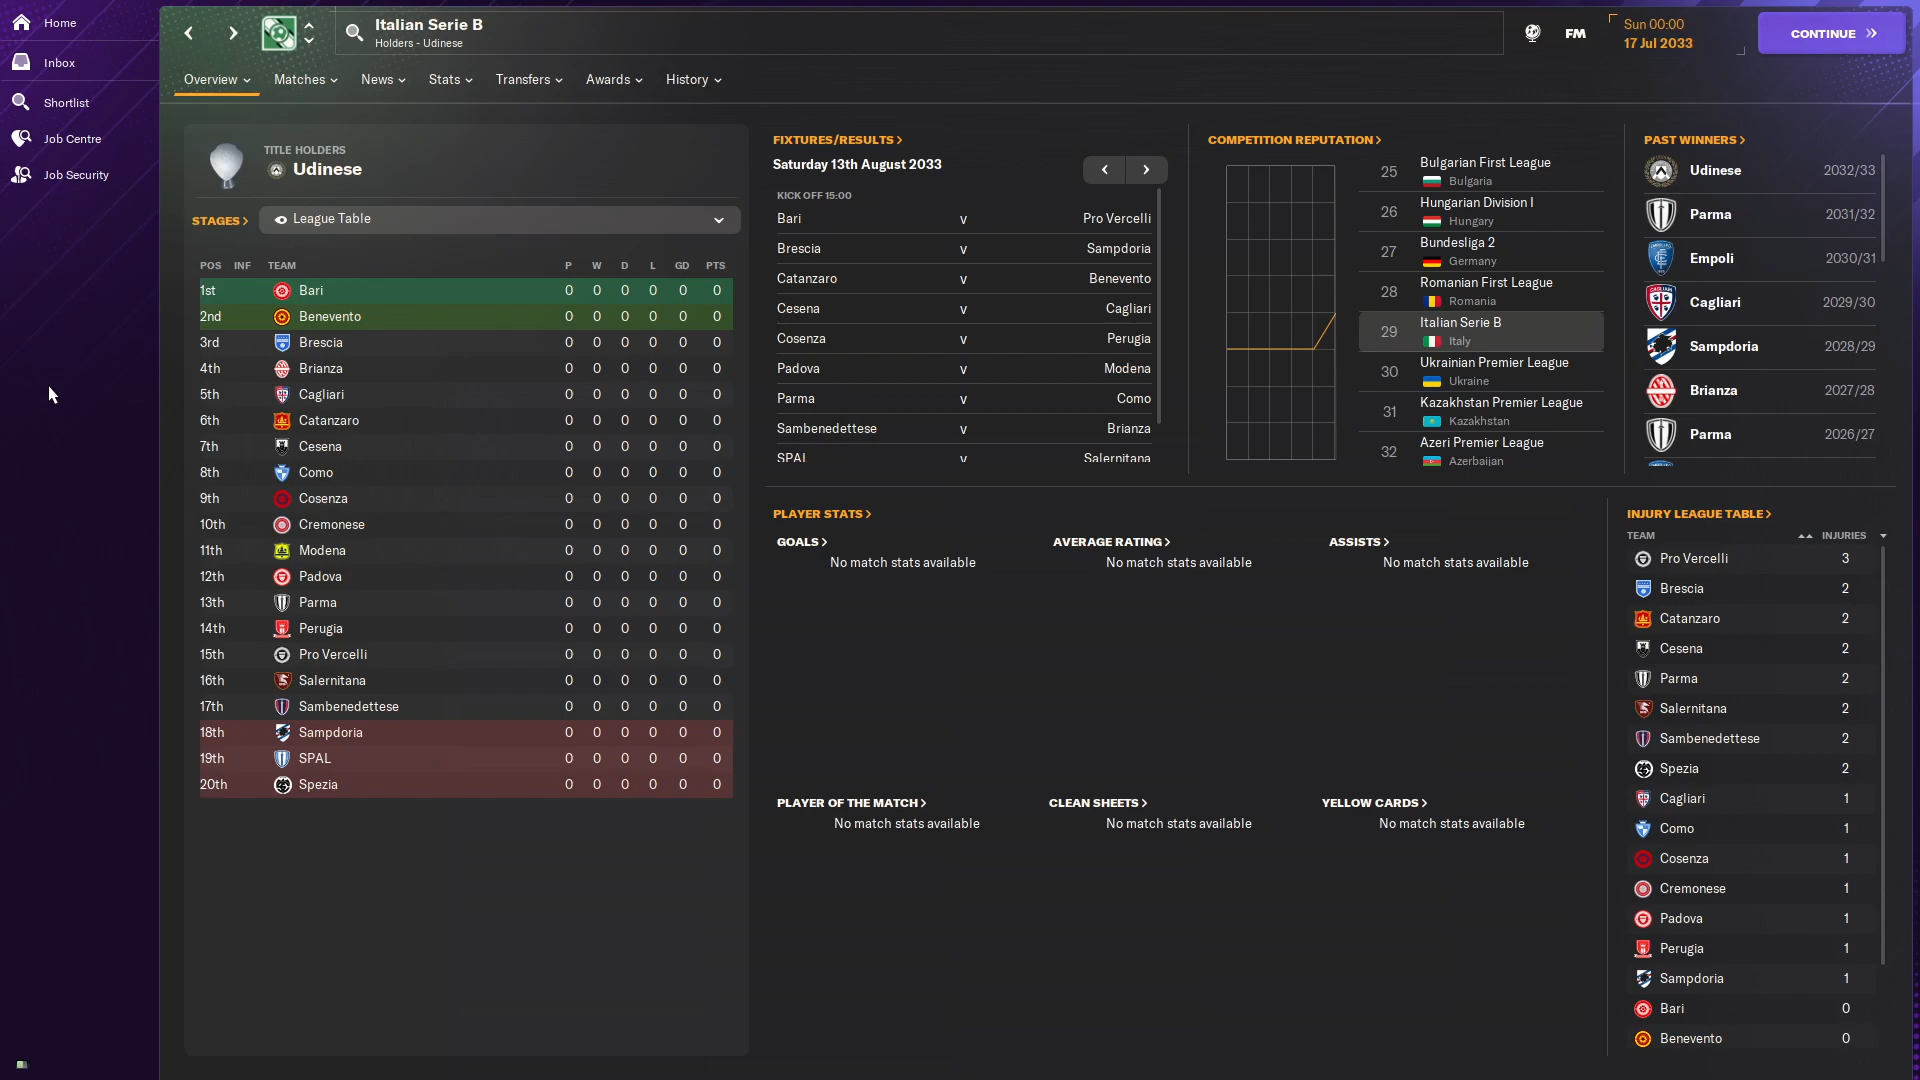 Home
Inbox
Shortlist
Job Centre
Job Security
Italian Serie B
Holders - Udinese
FM
Sun 00:00
17 Jul 2033
CONTINUE
Overview
Matches
News
Stats
Transfers
Awards
History
TITLE HOLDERS
Udinese
STAGES
League Table
POS INF TEAM P W D L GD PTS
1st Bari 0 0 0 0 0 0
2nd Benevento 0 0 0 0 0 0
3rd Brescia 0 0 0 0 0 0
4th Brianza 0 0 0 0 0 0
5th Cagliari 0 0 0 0 0 0
6th Catanzaro 0 0 0 0 0 0
7th Cesena 0 0 0 0 0 0
8th Como 0 0 0 0 0 0
9th Cosenza 0 0 0 0 0 0
10th Cremonese 0 0 0 0 0 0
11th Modena 0 0 0 0 0 0
12th Padova 0 0 0 0 0 0
13th Parma 0 0 0 0 0 0
14th Perugia 0 0 0 0 0 0
15th Pro Vercelli 0 0 0 0 0 0
16th Salernitana 0 0 0 0 0 0
17th Sambenedettese 0 0 0 0 0 0
18th Sampdoria 0 0 0 0 0 0
19th SPAL 0 0 0 0 0 0
20th Spezia 0 0 0 0 0 0
FIXTURES/RESULTS
Saturday 13th August 2033
KICK OFF 15:00
Bari v Pro Vercelli
Brescia v Sampdoria
Catanzaro v Benevento
Cesena v Cagliari
Cosenza v Perugia
Padova v Modena
Parma v Como
Sambenedettese v Brianza
SPAL v Salernitana
COMPETITION REPUTATION
25 Bulgarian First League
Bulgaria
26 Hungarian Division I
Hungary
27 Bundesliga 2
Germany
28 Romanian First League
Romania
29 Italian Serie B
Italy
30 Ukrainian Premier League
Ukraine
31 Kazakhstan Premier League
Kazakhstan
32 Azeri Premier League
Azerbaijan
PAST WINNERS
Udinese 2032/33
Parma 2031/32
Empoli 2030/31
Cagliari 2029/30
Sampdoria 2028/29
Brianza 2027/28
Parma 2026/27
PLAYER STATS
GOALS
No match stats available
AVERAGE RATING
No match stats available
ASSISTS
No match stats available
PLAYER OF THE MATCH
No match stats available
CLEAN SHEETS
No match stats available
YELLOW CARDS
No match stats available
INJURY LEAGUE TABLE
TEAM INJURIES
Pro Vercelli 3
Brescia 2
Catanzaro 2
Cesena 2
Parma 2
Salernitana 2
Sambenedettese 2
Spezia 2
Cagliari 1
Como 1
Cosenza 1
Cremonese 1
Padova 1
Perugia 1
Sampdoria 1
Bari 0
Benevento 0